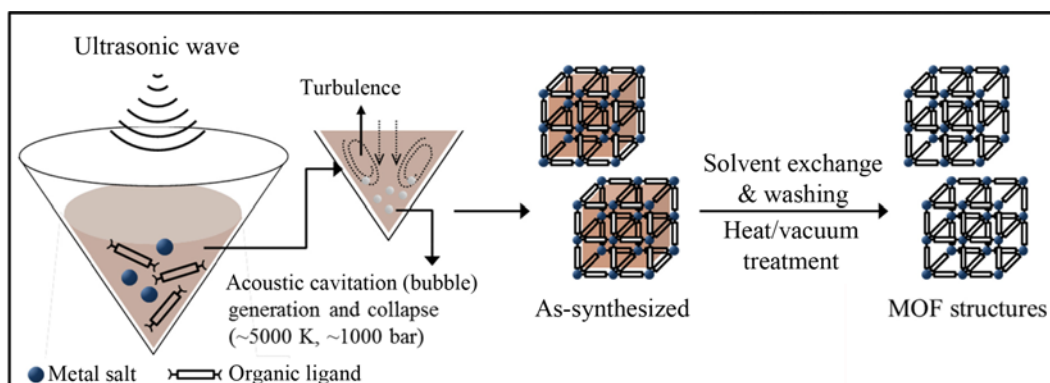 Ultrasonic wave
Turbulence
Acoustic cavitation (bubble)
generation and collapse
(~5000 K, ~1000 bar)
As-synthesized
Solvent exchange
& washing
Heat/vacuum
treatment
MOF structures
Metal salt
Organic ligand